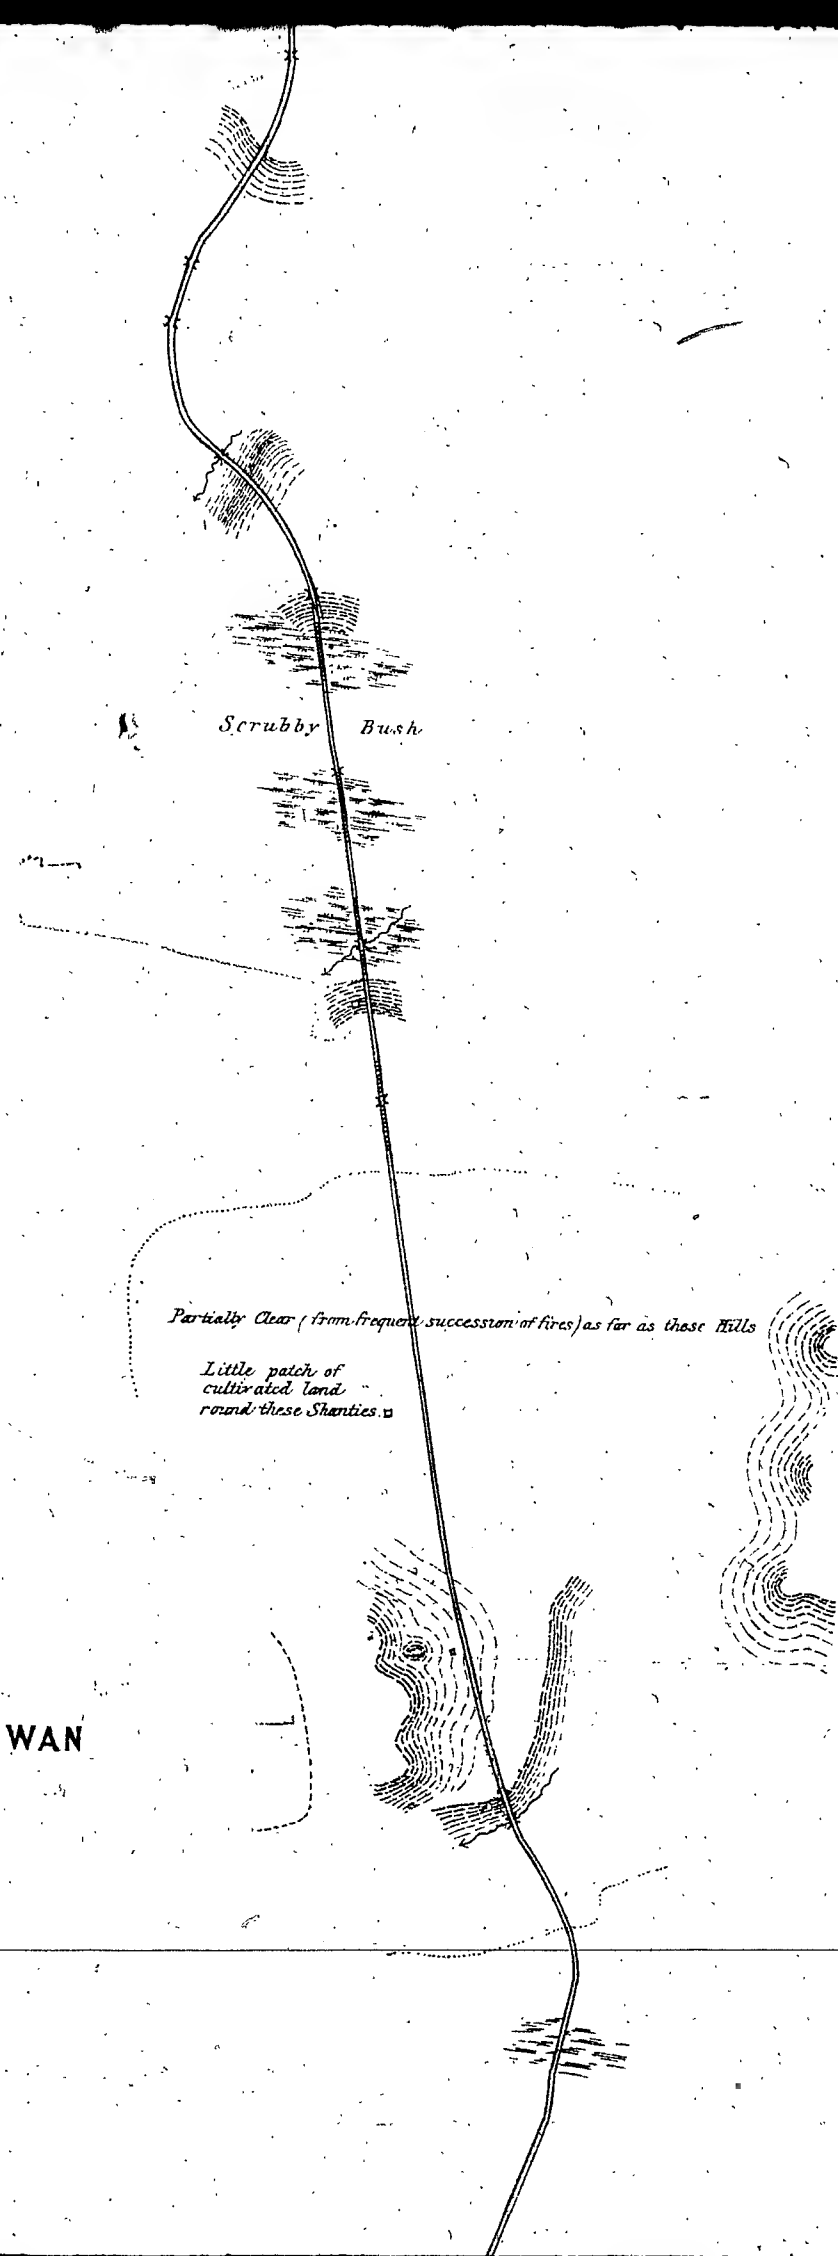 Scrubby Bush
Partially Clear (from frequent succession of fires) as far as these Hills
Little patch of
cultivated land
round these Shanties.
WAN